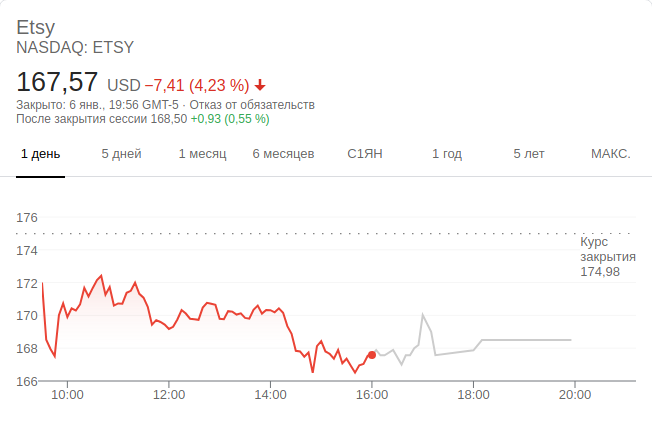 Etsy
NASDAQ: ETSY
167,57 USD −7,41 (4,23 %)
Закрыто: 6 янв., 19:56 GMT-5 · Отказ от обязательств
После закрытия сессии 168,50 +0,93 (0,55 %)
1 день 5 дней 1 месяц 6 месяцев С1ЯН 1 год 5 лет МАКС.
176
Курс
закрытия
174,98
174
172
170
168
166
10:00 12:00 14:00 16:00 18:00 20:00